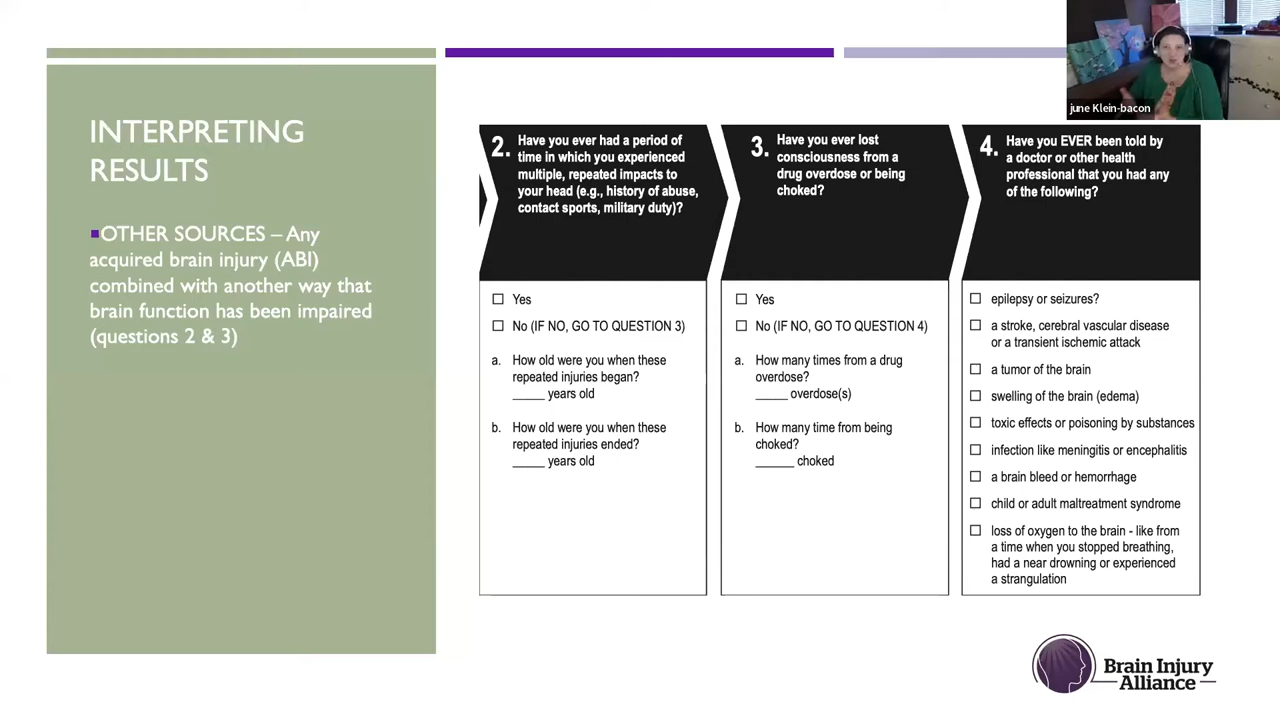 INTERPRETING
RESULTS
OTHER SOURCES – Any
acquired brain injury (ABI)
combined with another way that
brain function has been impaired
(questions 2 & 3)
2. Have you ever had a period of
time in which you experienced
multiple, repeated impacts to
your head (e.g., history of abuse,
contact sports, military duty)?
☐ Yes
☐ No (IF NO, GO TO QUESTION 3)
a. How old were you when these
repeated injuries began?
_____ years old
b. How old were you when these
repeated injuries ended?
_____ years old
3. Have you ever lost
consciousness from a
drug overdose or being
choked?
☐ Yes
☐ No (IF NO, GO TO QUESTION 4)
a. How many times from a drug
overdose?
_____ overdose(s)
b. How many time from being
choked?
______ choked
4. Have you EVER been told by
a doctor or other health
professional that you had any
of the following?
☐ epilepsy or seizures?
☐ a stroke, cerebral vascular disease
or a transient ischemic attack
☐ a tumor of the brain
☐ swelling of the brain (edema)
☐ toxic effects or poisoning by substances
☐ infection like meningitis or encephalitis
☐ a brain bleed or hemorrhage
☐ child or adult maltreatment syndrome
☐ loss of oxygen to the brain - like from
a time when you stopped breathing,
had a near drowning or experienced
a strangulation
june Klein-bacon
Brain Injury
Alliance